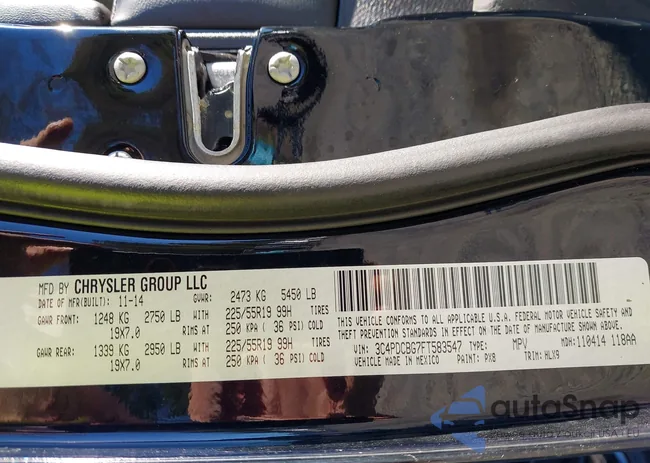 MFD BY CHRYSLER GROUP LLC
DATE OF MFR(BUILT): 11-14 GVWR: 2473 KG 5450 LB
GAWR FRONT: 1248 KG 2750 LB WITH 225/55R19 99H TIRES
19X7.0 RIMS AT 250 KPA ( 36 PSI) COLD
GAWR REAR: 1339 KG 2950 LB WITH 225/55R19 99H TIRES
19X7.0 RIMS AT 250 KPA ( 36 PSI) COLD
THIS VEHICLE CONFORMS TO ALL APPLICABLE U.S.A. FEDERAL MOTOR VEHICLE SAFETY AND
THEFT PREVENTION STANDARDS IN EFFECT ON THE DATE OF MANUFACTURE SHOWN ABOVE.
VIN: 3C4PDCBG7FT583547 TYPE: MPV MDH: 110414 118AA
VEHICLE MADE IN MEXICO PAINT: PX8 TRIM: HLX9
autoSnap